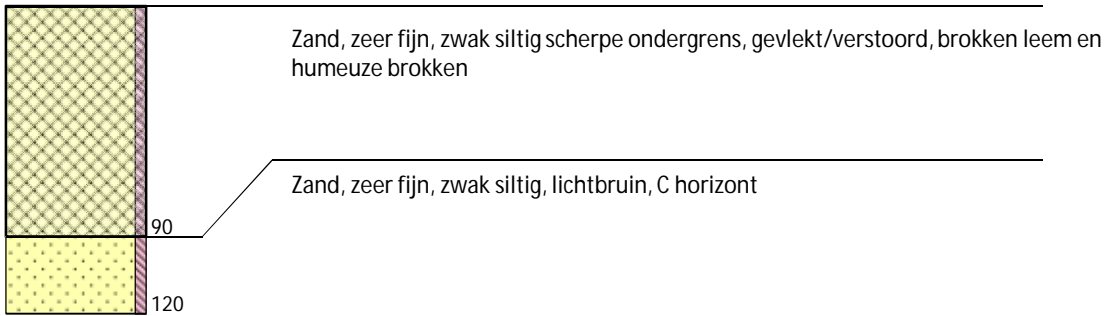 Zand, zeer fijn, zwak siltig scherpe ondergrens, gevlekt/verstoord, brokken leem en
humeuze brokken
Zand, zeer fijn, zwak siltig, lichtbruin, C horizont
90
120